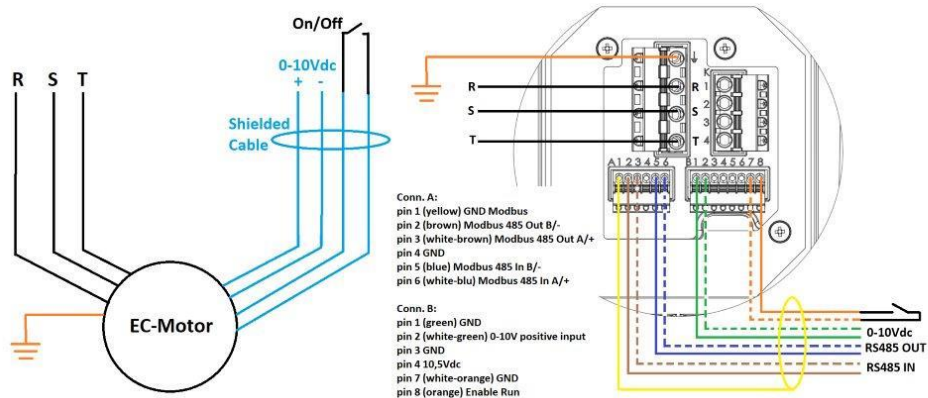 On/Off
R S T
0-10Vdc
+ -
Shielded
Cable
EC-Motor
K
R R 1
2
S S 3
T T 4
A1 2 3 4 5 6 B1 2 3 4 5 6 7 8
Conn. A:
pin 1 (yellow) GND Modbus
pin 2 (brown) Modbus 485 Out B/-
pin 3 (white-brown) Modbus 485 Out A/+
pin 4 GND
pin 5 (blue) Modbus 485 In B/-
pin 6 (white-blu) Modbus 485 In A/+
Conn. B:
pin 1 (green) GND
pin 2 (white-green) 0-10V positive input
pin 3 GND
pin 4 10,5Vdc
pin 7 (white-orange) GND
pin 8 (orange) Enable Run
0-10Vdc
RS485 OUT
RS485 IN